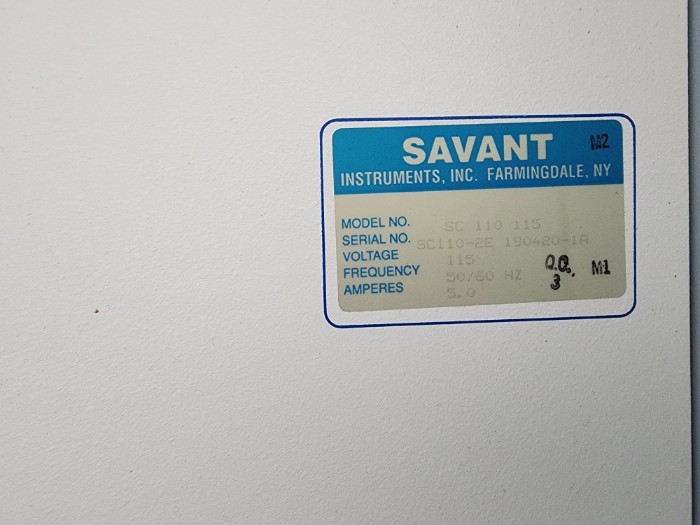 SAVANT M2
INSTRUMENTS, INC. FARMINGDALE, NY
MODEL NO. SC 110 115
SERIAL NO. SC110-2E 190420-1A
VOLTAGE 115
FREQUENCY 50/60 HZ
AMPERES 5.0
Q.C. M1
3